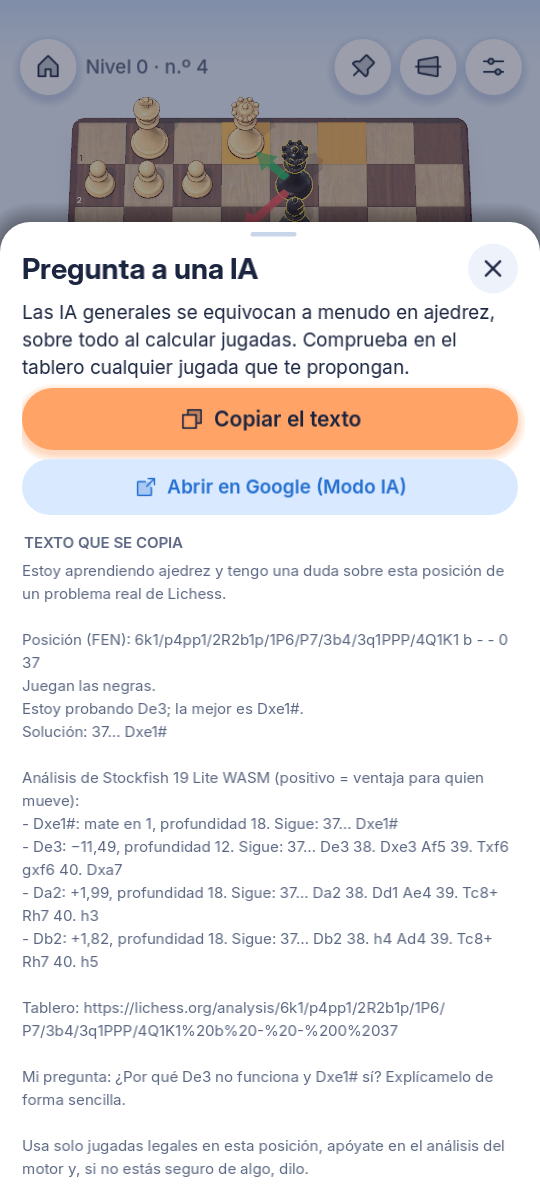 Nivel 0 · n.º 4
1
2
Pregunta a una IA
Las IA generales se equivocan a menudo en ajedrez,
sobre todo al calcular jugadas. Comprueba en el
tablero cualquier jugada que te propongan.
Copiar el texto
Abrir en Google (Modo IA)
TEXTO QUE SE COPIA
Estoy aprendiendo ajedrez y tengo una duda sobre esta posición de
un problema real de Lichess.
Posición (FEN): 6k1/p4pp1/2R2b1p/1P6/P7/3b4/3q1PPP/4Q1K1 b - - 0
37
Juegan las negras.
Estoy probando De3; la mejor es Dxe1#.
Solución: 37... Dxe1#
Análisis de Stockfish 19 Lite WASM (positivo = ventaja para quien
mueve):
- Dxe1#: mate en 1, profundidad 18. Sigue: 37... Dxe1#
- De3: −11,49, profundidad 12. Sigue: 37... De3 38. Dxe3 Af5 39. Txf6
gxf6 40. Dxa7
- Da2: +1,99, profundidad 18. Sigue: 37... Da2 38. Dd1 Ae4 39. Tc8+
Rh7 40. h3
- Db2: +1,82, profundidad 18. Sigue: 37... Db2 38. h4 Ad4 39. Tc8+
Rh7 40. h5
Tablero: https://lichess.org/analysis/6k1/p4pp1/2R2b1p/1P6/
P7/3b4/3q1PPP/4Q1K1%20b%20-%20-%200%2037
Mi pregunta: ¿Por qué De3 no funciona y Dxe1# sí? Explícamelo de
forma sencilla.
Usa solo jugadas legales en esta posición, apóyate en el análisis del
motor y, si no estás seguro de algo, dilo.